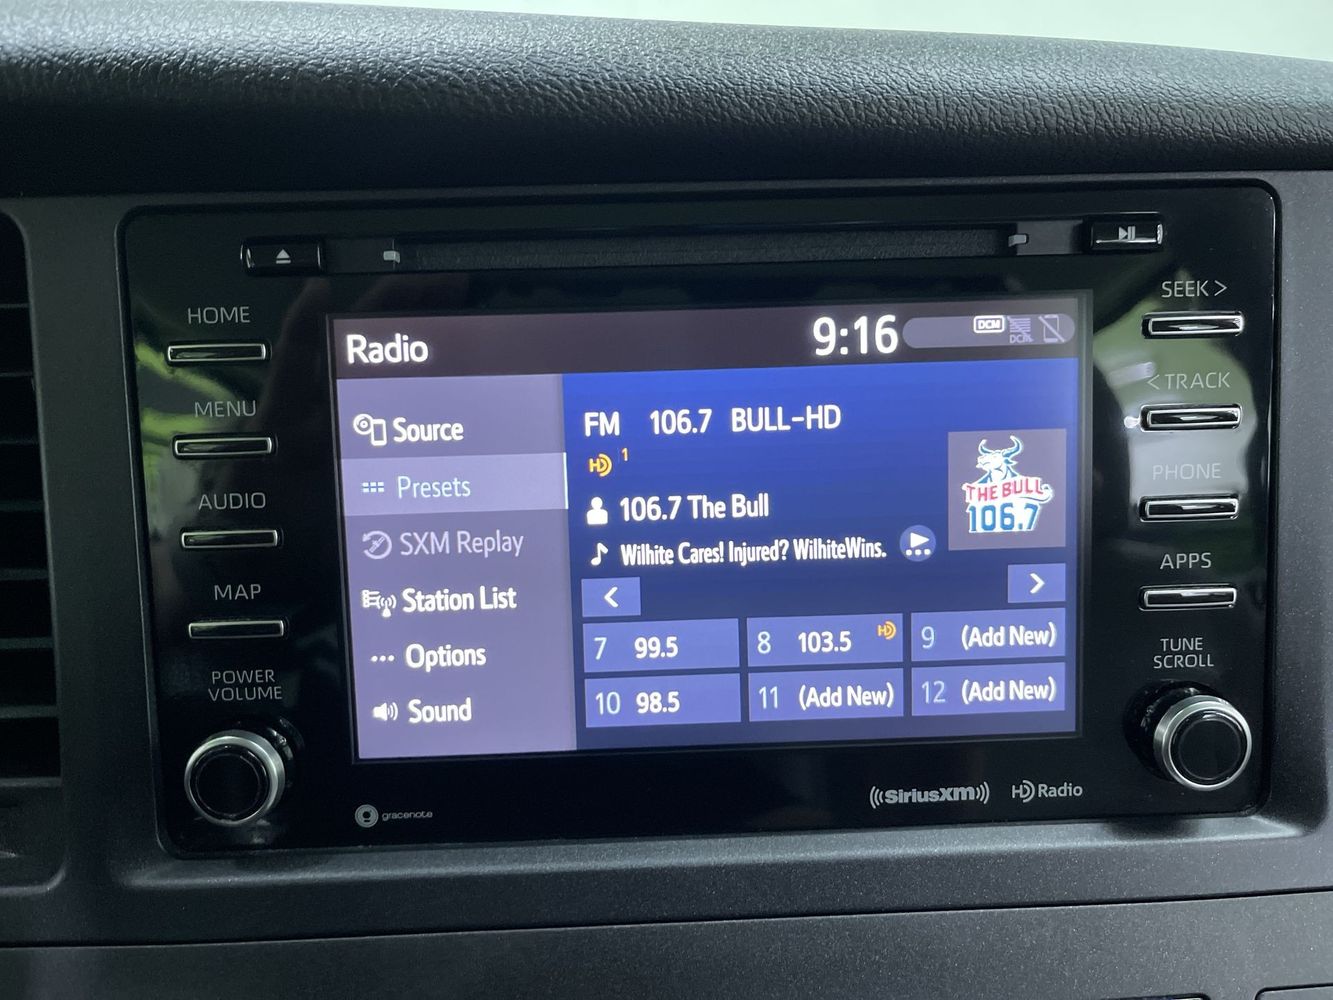 HOME
MENU
AUDIO
MAP
POWER
VOLUME
Radio
9:16
DCM
DCM
Source
Presets
SXM Replay
Station List
Options
Sound
FM 106.7 BULL-HD
HD 1
106.7 The Bull
Wilhite Cares! Injured? WilhiteWins.
THE BULL
106.7
<
>
7 99.5
8 103.5 HD
9 (Add New)
10 98.5
11 (Add New)
12 (Add New)
SEEK >
< TRACK
PHONE
APPS
TUNE
SCROLL
gracenote
((SiriusXM))
HD Radio